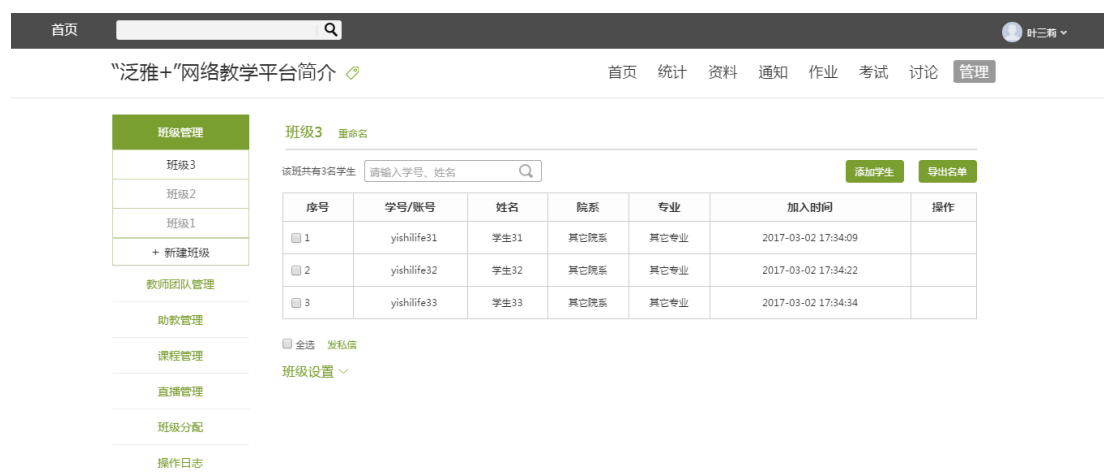 首页
叶三莉
“泛雅+”网络教学平台简介
首页 统计 资料 通知 作业 考试 讨论 管理
班级管理
班级3
班级2
班级1
+ 新建班级
教师团队管理
助教管理
课程管理
直播管理
班级分配
操作日志
班级3 重命名
该班共有3名学生 请输入学号、姓名 添加学生 导出名单
序号 学号/账号 姓名 院系 专业 加入时间 操作
1 yishilife31 学生31 其它院系 其它专业 2017-03-02 17:34:09
2 yishilife32 学生32 其它院系 其它专业 2017-03-02 17:34:22
3 yishilife33 学生33 其它院系 其它专业 2017-03-02 17:34:34
全选 发私信
班级设置